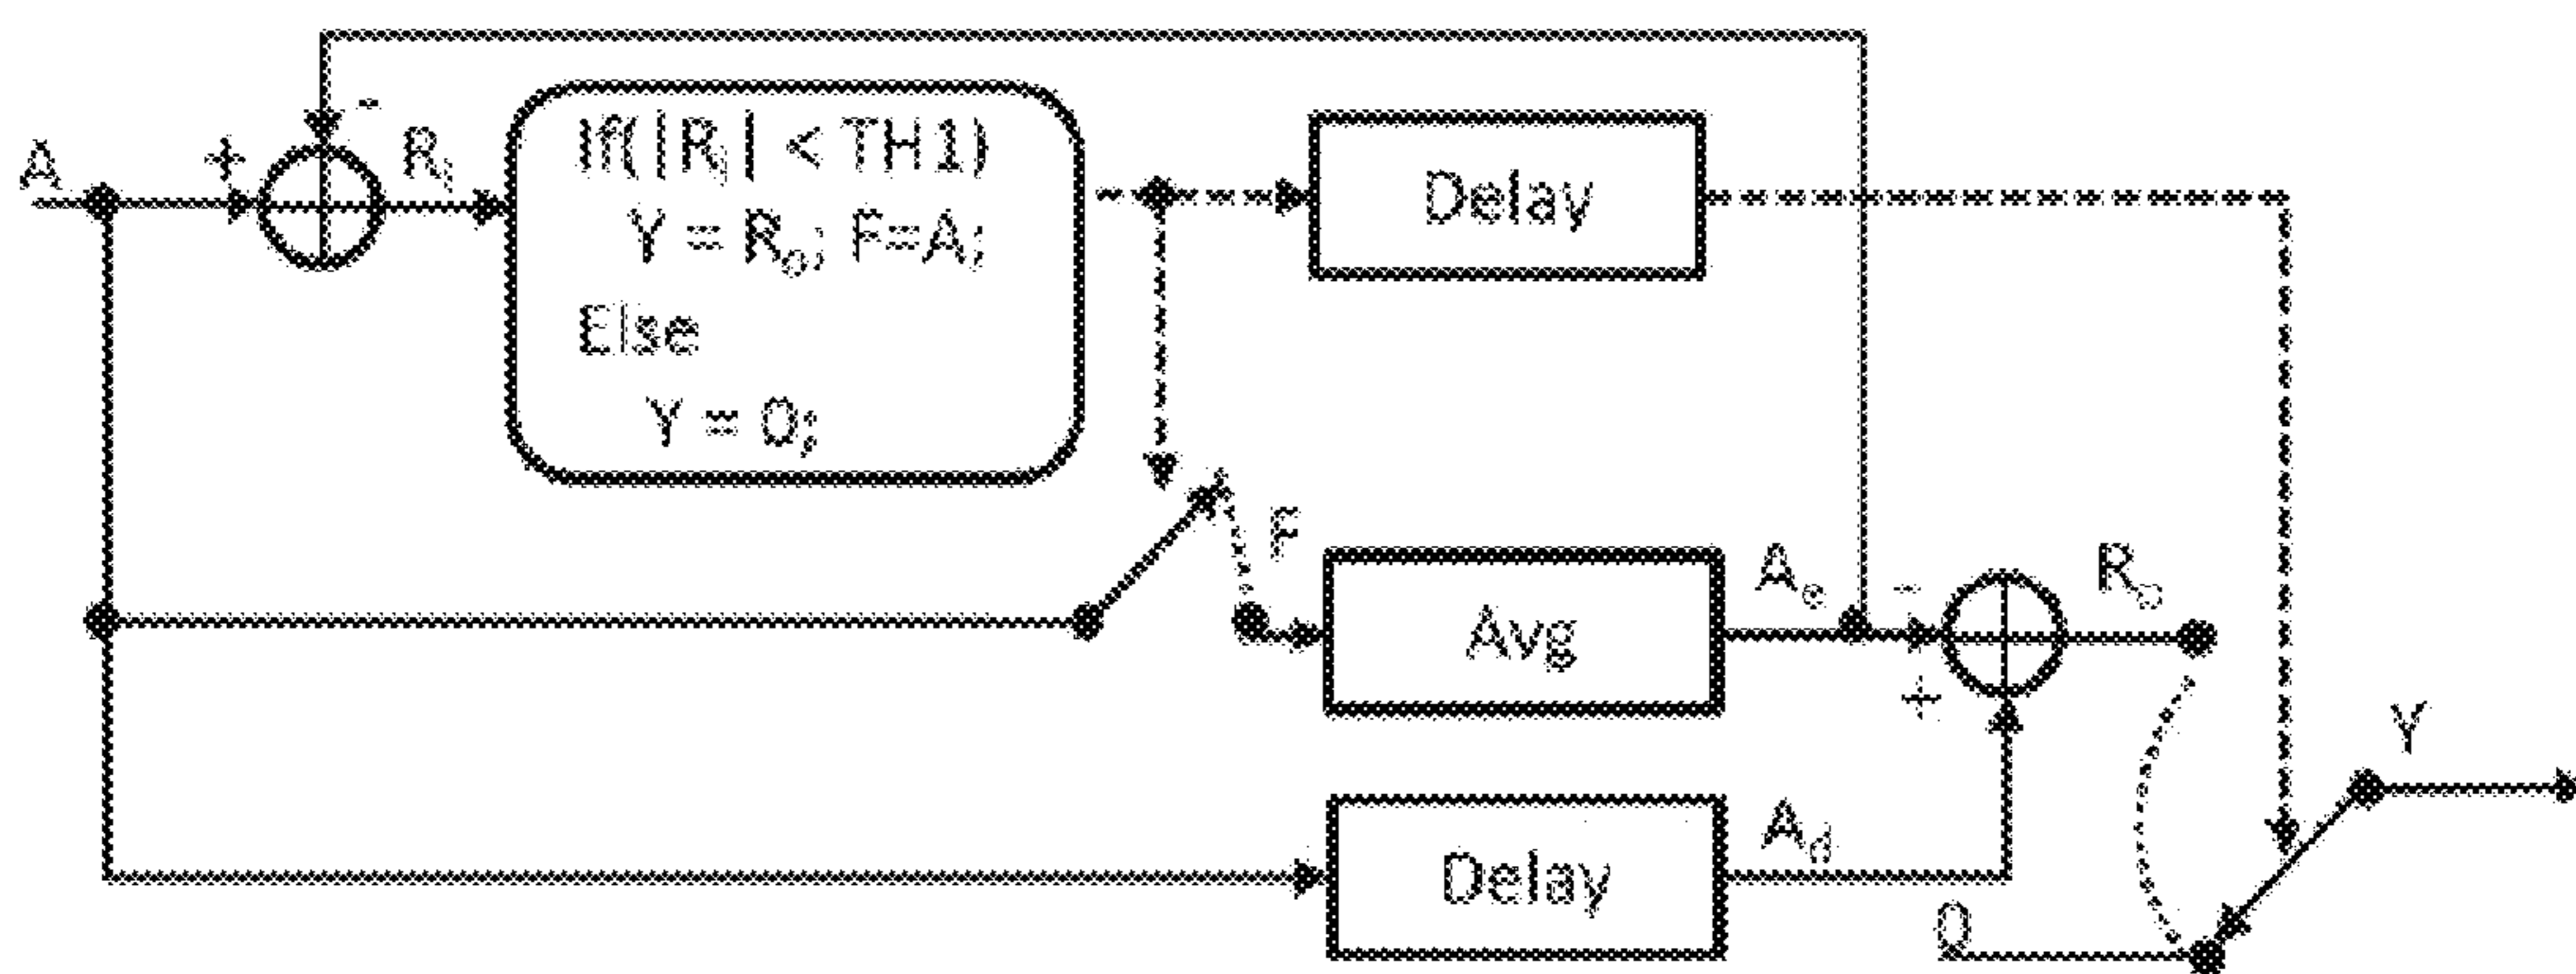 A
+
-
Ri
If(|Ri| < TH1)
Y = Ro; F=A;
Else
Y = 0;
Delay
F
Avg
Ae
-
+
Ro
Delay
Ad
0
Y